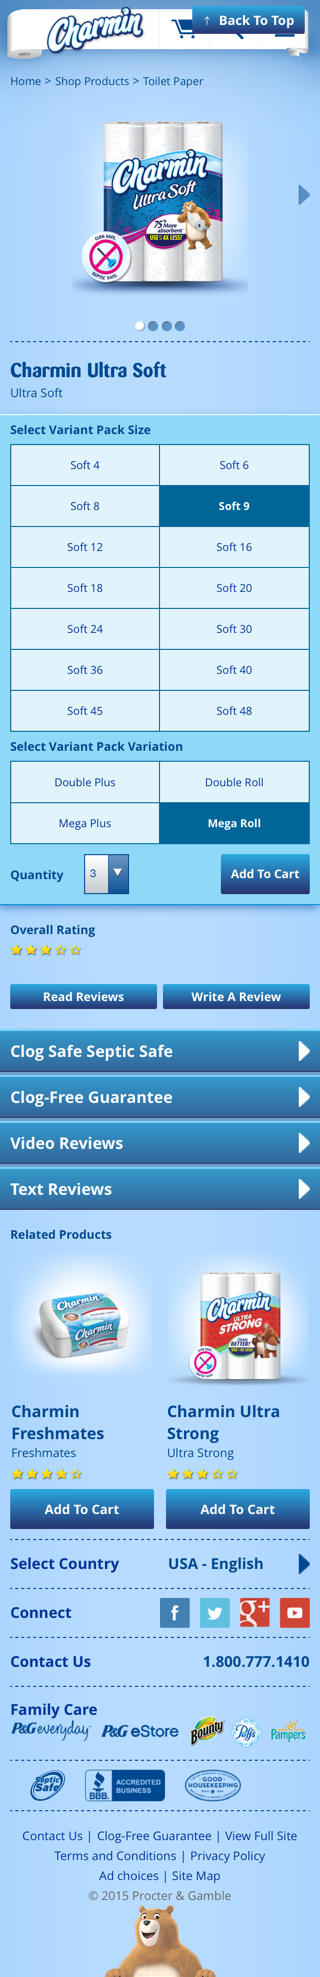 Charmin
↑ Back To Top
Home > Shop Products > Toilet Paper
Charmin
Ultra Soft
75% More
absorbent
USE UP TO 4X LESS!
CLOG SAFE.
SEPTIC SAFE.
Charmin Ultra Soft
Ultra Soft
Select Variant Pack Size
Soft 4 Soft 6
Soft 8 Soft 9
Soft 12 Soft 16
Soft 18 Soft 20
Soft 24 Soft 30
Soft 36 Soft 40
Soft 45 Soft 48
Select Variant Pack Variation
Double Plus Double Roll
Mega Plus Mega Roll
Quantity 3 Add To Cart
Overall Rating
Read Reviews Write A Review
Clog Safe Septic Safe
Clog-Free Guarantee
Video Reviews
Text Reviews
Related Products
Charmin
Charmin
Charmin
ULTRA
STRONG
Charmin Freshmates
Freshmates
Charmin Ultra Strong
Ultra Strong
Add To Cart Add To Cart
Select Country USA - English
Connect f g+ YouTube
Contact Us 1.800.777.1410
Family Care
P&G everyday P&G eStore Bounty Puffs Pampers
Septic Safe BBB. ACCREDITED BUSINESS GOOD HOUSEKEEPING
Contact Us | Clog-Free Guarantee | View Full Site
Terms and Conditions | Privacy Policy
Ad choices | Site Map
© 2015 Procter & Gamble